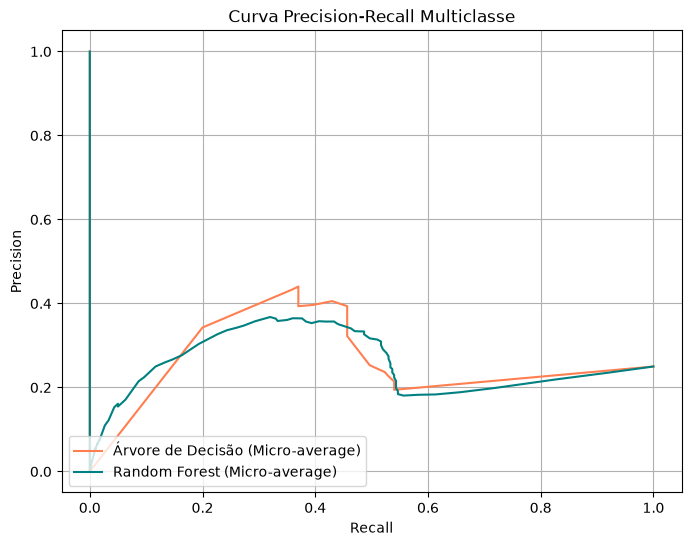 Curva Precision-Recall Multiclasse
Precision
1.0
0.8
0.6
0.4
0.2
0.0
Árvore de Decisão (Micro-average)
Random Forest (Micro-average)
0.0 0.2 0.4 0.6 0.8 1.0
Recall